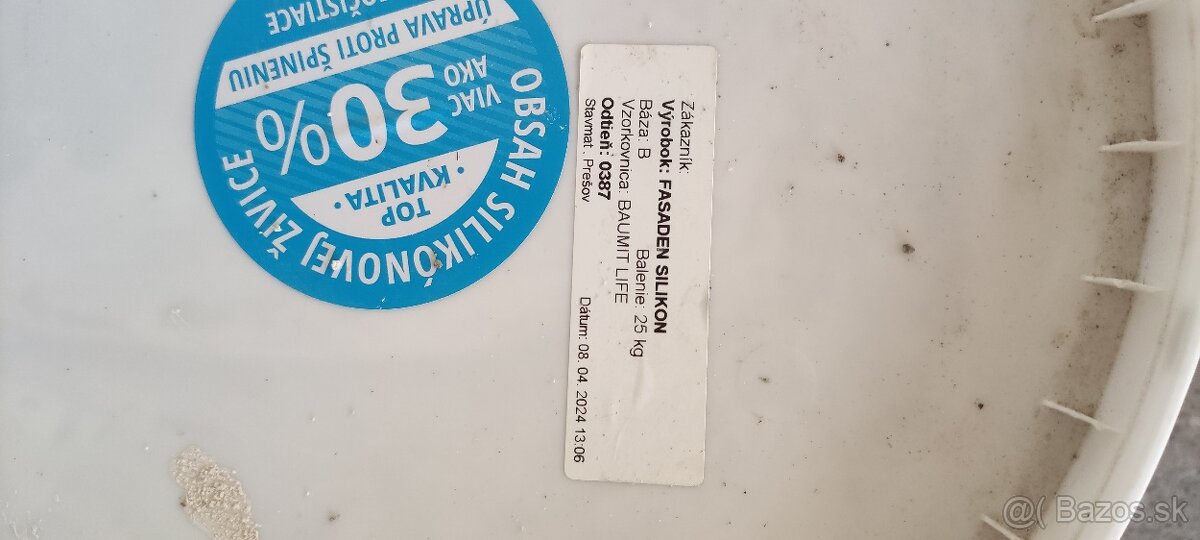 OBSAH SILIKÓNOVEJ ŽIVICE
TOP
• KVALITA •
VIAC
AKO
30%
ÚPRAVA PROTI ŠPINENIU
Zákazník:
Výrobok: FASADEN SILIKON
Báza: B Balenie: 25 kg
Vzorkovnica: BAUMIT LIFE
Odtieň: 0387
Stavmat . Prešov Dátum: 08. 04. 2024 13:06
@( Bazos.sk